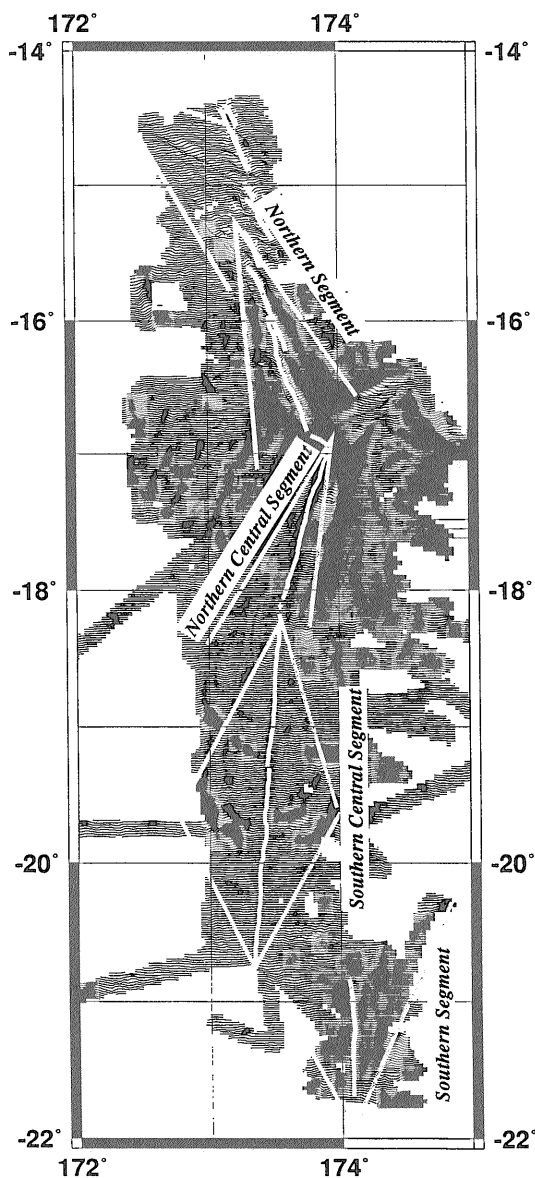 172° 174°
-14° -14°
Northern Segment
-16° -16°
Northern Central Segment
-18° -18°
Southern Central Segment
-20° -20°
Southern Segment
-22° -22°
172° 174°